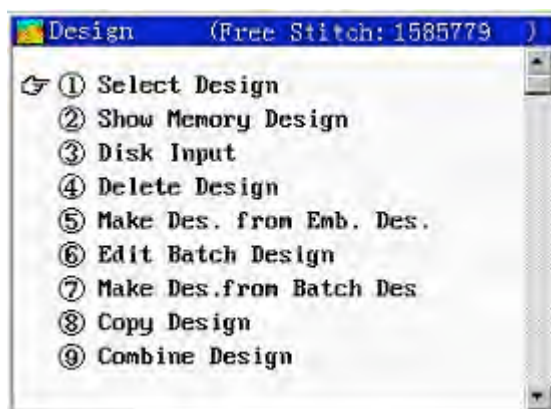 Design (Free Stitch: 1585779 )
① Select Design
② Show Memory Design
③ Disk Input
④ Delete Design
⑤ Make Des. from Emb. Des.
⑥ Edit Batch Design
⑦ Make Des.from Batch Des
⑧ Copy Design
⑨ Combine Design